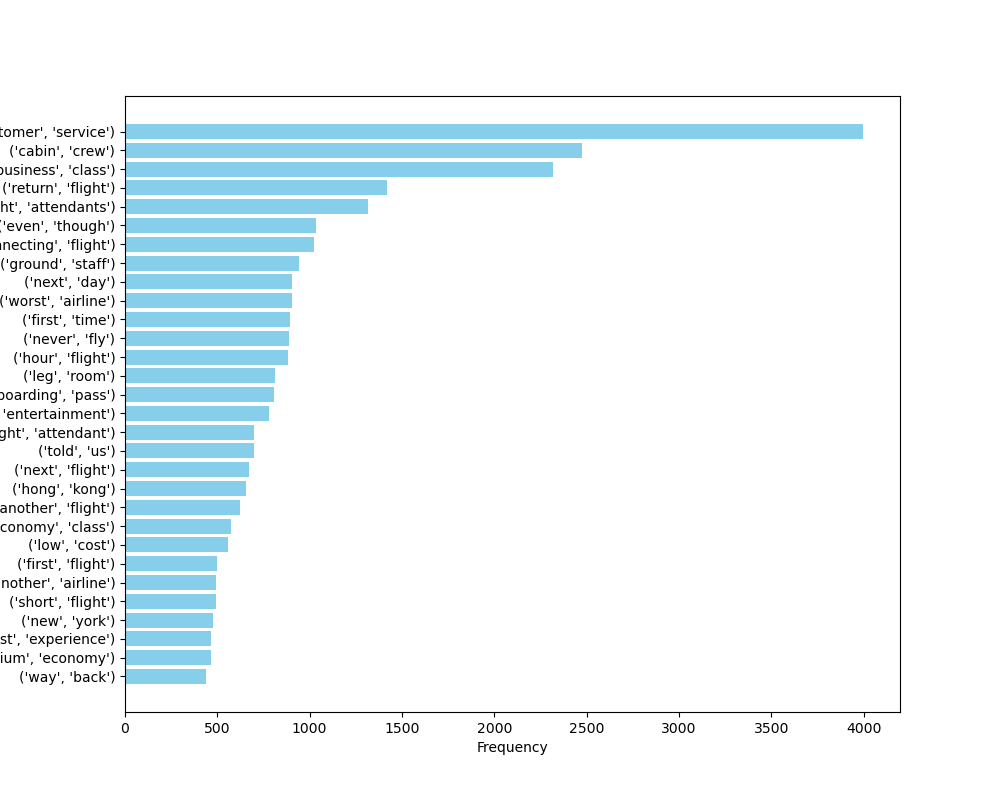 tomer', 'service')
('cabin', 'crew')
business', 'class')
('return', 'flight')
ht', 'attendants')
('even', 'though')
nnecting', 'flight')
('ground', 'staff')
('next', 'day')
('worst', 'airline')
('first', 'time')
('never', 'fly')
('hour', 'flight')
('leg', 'room')
boarding', 'pass')
'entertainment')
ght', 'attendant')
('told', 'us')
('next', 'flight')
('hong', 'kong')
another', 'flight')
conomy', 'class')
('low', 'cost')
('first', 'flight')
nother', 'airline')
('short', 'flight')
('new', 'york')
st', 'experience')
ium', 'economy')
('way', 'back')
0 500 1000 1500 2000 2500 3000 3500 4000
Frequency